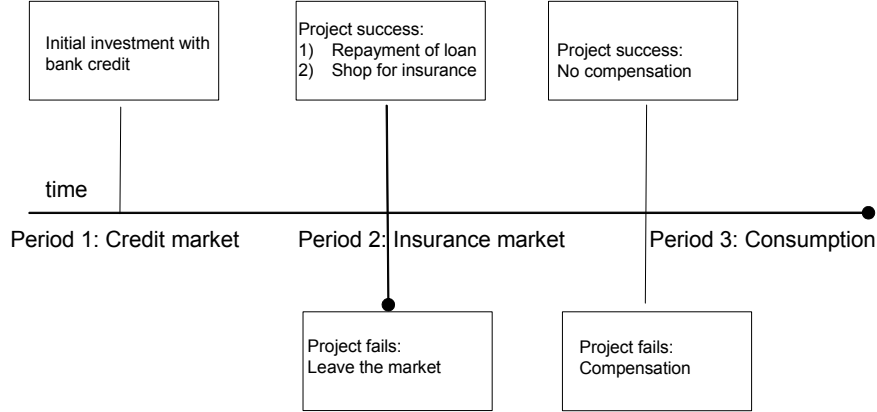 Initial investment with
bank credit
Project success:
1) Repayment of loan
2) Shop for insurance
Project success:
No compensation
time
Period 1: Credit market
Period 2: Insurance market
Period 3: Consumption
Project fails:
Leave the market
Project fails:
Compensation